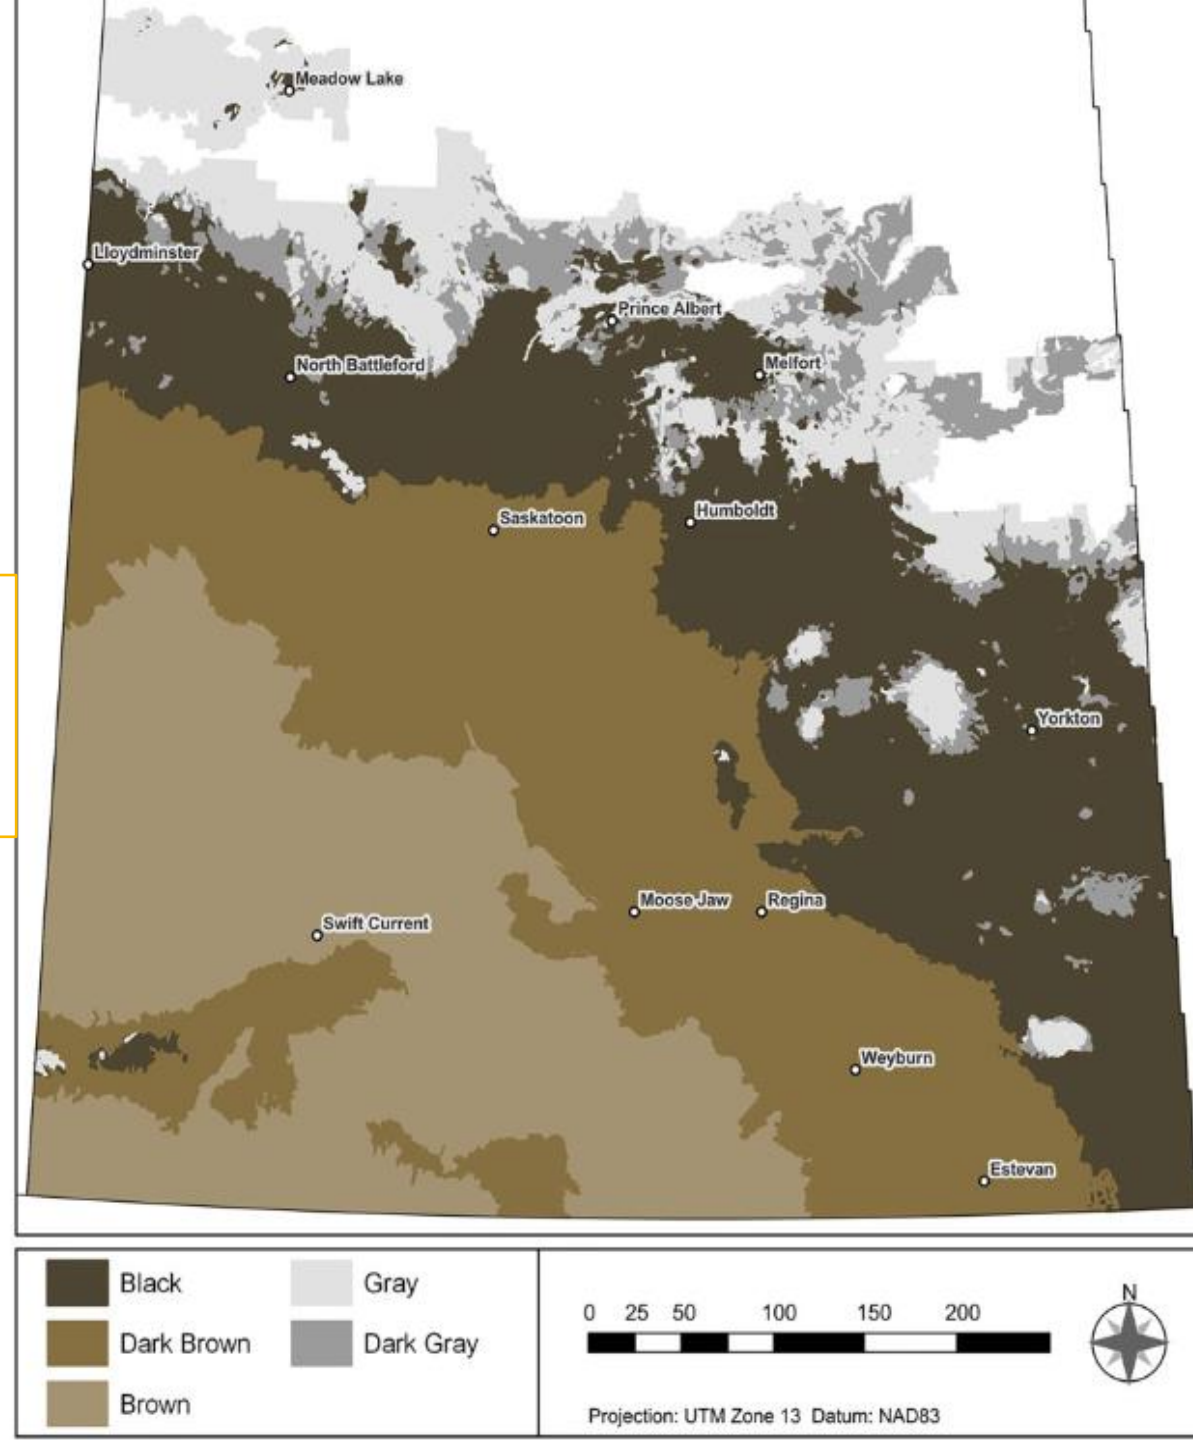 Meadow Lake
Lloydminster
Prince Albert
North Battleford
Melfort
Saskatoon
Humboldt
Yorkton
Moose Jaw
Regina
Swift Current
Weyburn
Estevan
Black
Gray
Dark Brown
Dark Gray
Brown
0 25 50 100 150 200
N
Projection: UTM Zone 13 Datum: NAD83